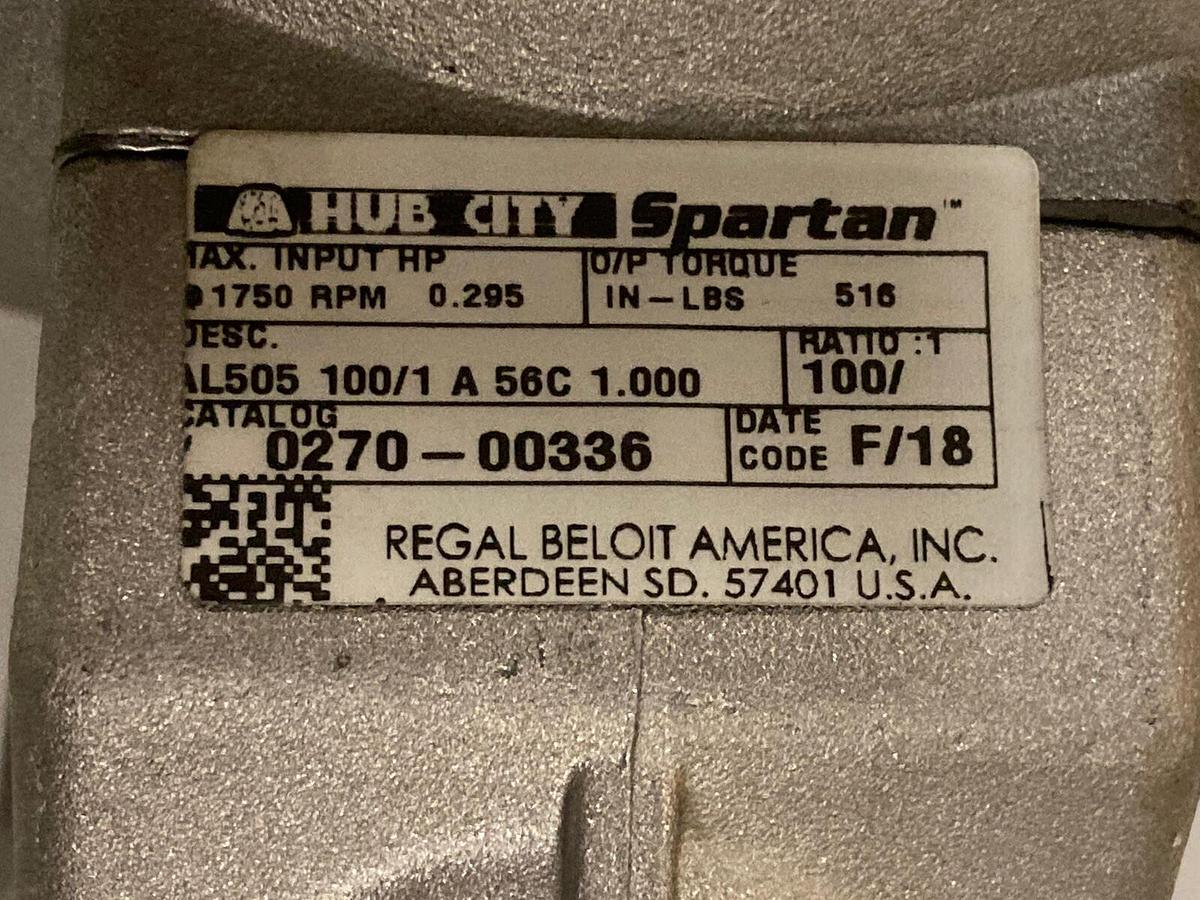 HUB CITY Spartan™
MAX. INPUT HP
@ 1750 RPM 0.295
O/P TORQUE
IN-LBS 516
DESC.
AL505 100/1 A 56C 1.000
RATIO :1
100/
CATALOG
0270-00336
DATE
CODE F/18
REGAL BELOIT AMERICA, INC.
ABERDEEN SD. 57401 U.S.A.